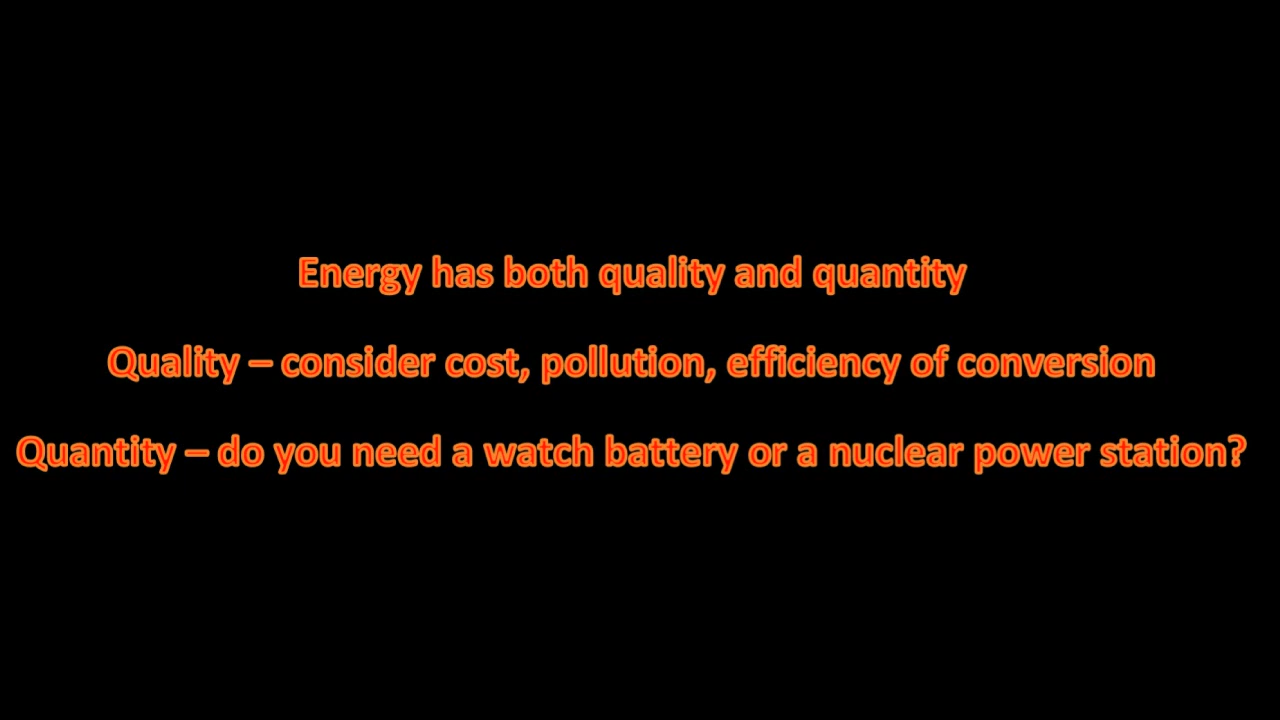 Energy has both quality and quantity
Quality – consider cost, pollution, efficiency of conversion
Quantity – do you need a watch battery or a nuclear power station?